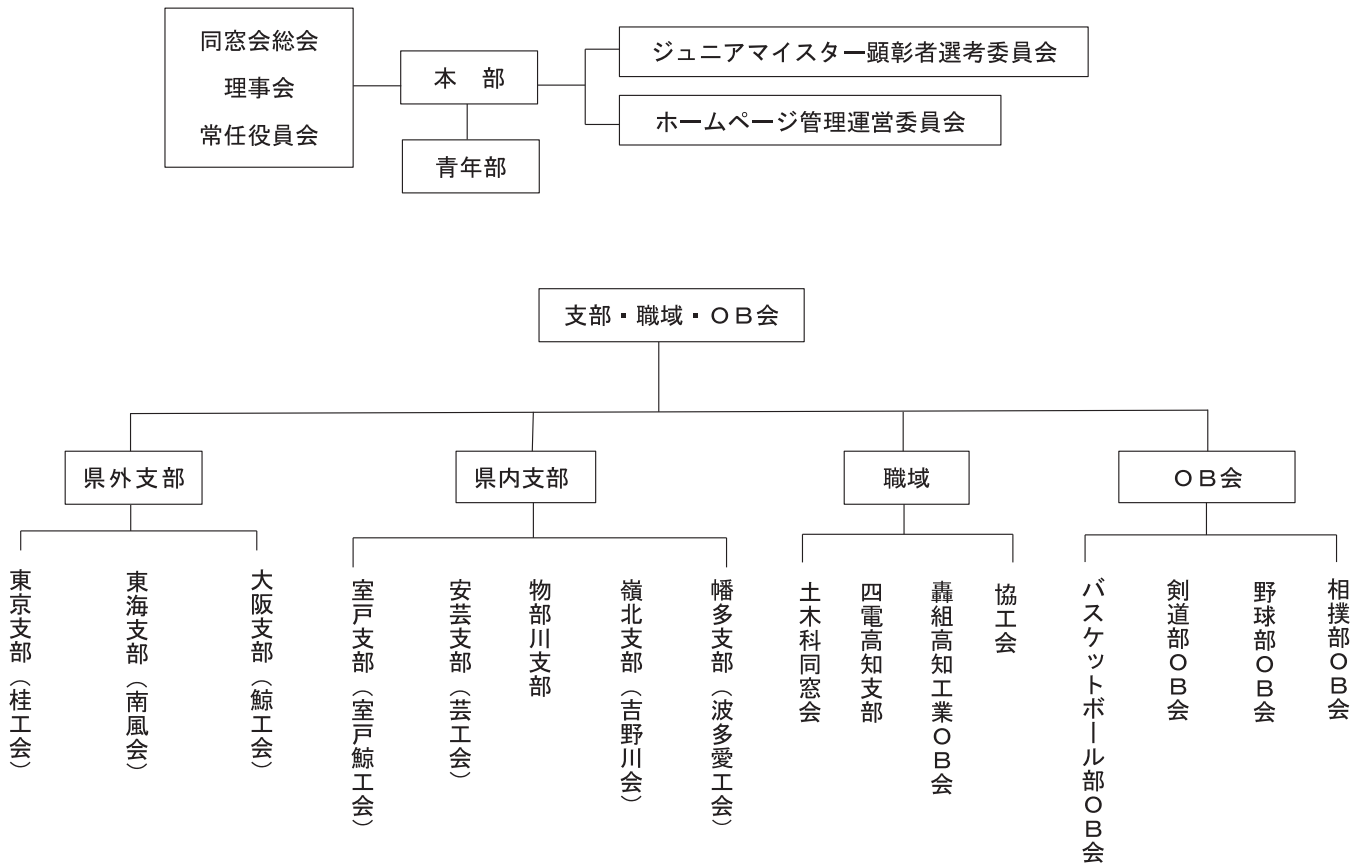 同窓会総会
理事会
常任役員会
本　部
青年部
ジュニアマイスター顕彰者選考委員会
ホームページ管理運営委員会
支部・職域・ＯＢ会
県外支部
県内支部
職域
ＯＢ会
東京支部（桂工会）
東海支部（南風会）
大阪支部（鯨工会）
室戸支部（室戸鯨工会）
安芸支部（芸工会）
物部川支部
嶺北支部（吉野川会）
幡多支部（波多愛工会）
土木科同窓会
四電高知支部
轟組高知工業ＯＢ会
協工会
バスケットボール部ＯＢ会
剣道部ＯＢ会
野球部ＯＢ会
相撲部ＯＢ会